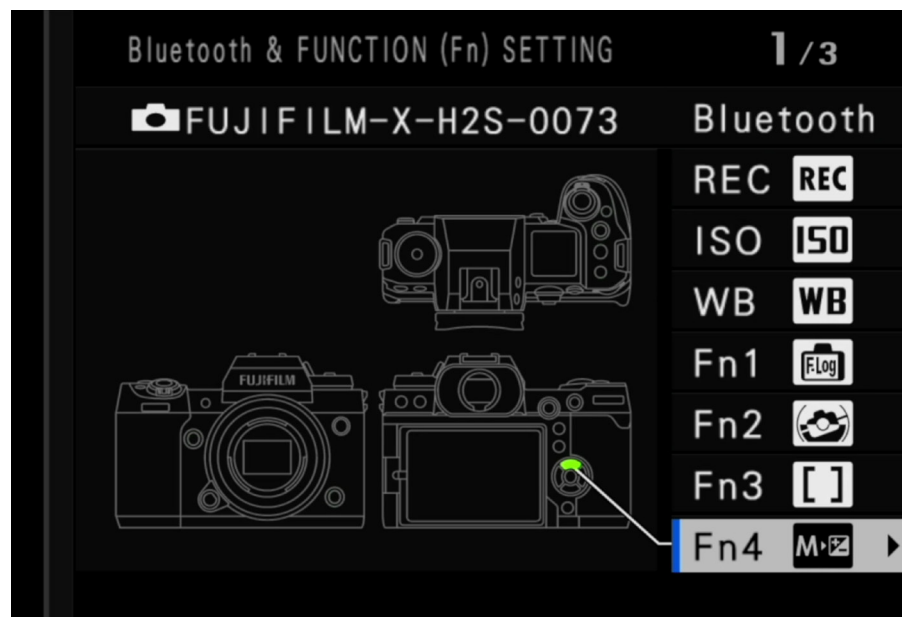 Bluetooth & FUNCTION (Fn) SETTING 1/3
FUJIFILM-X-H2S-0073 Bluetooth
REC REC
ISO ISO
WB WB
Fn1 F.Log
FUJIFILM
Fn2
Fn3 [ ]
Fn4 M